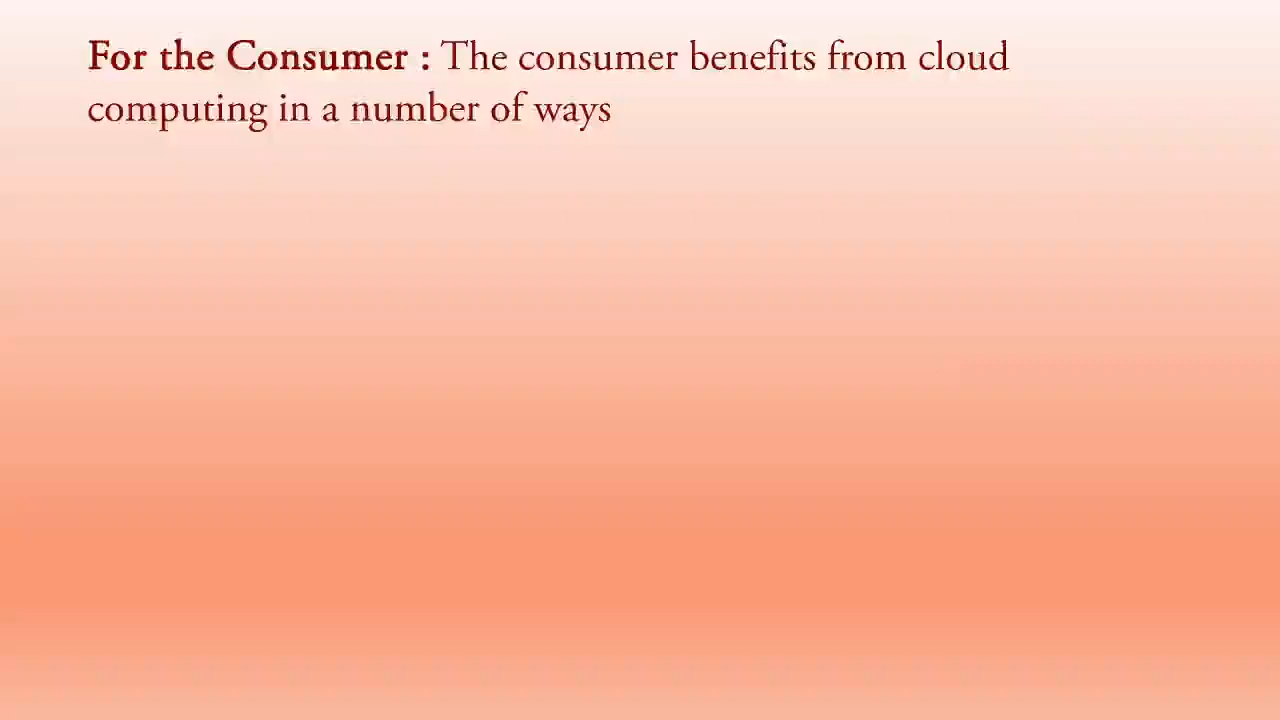 For the Consumer : The consumer benefits from cloud
computing in a number of ways